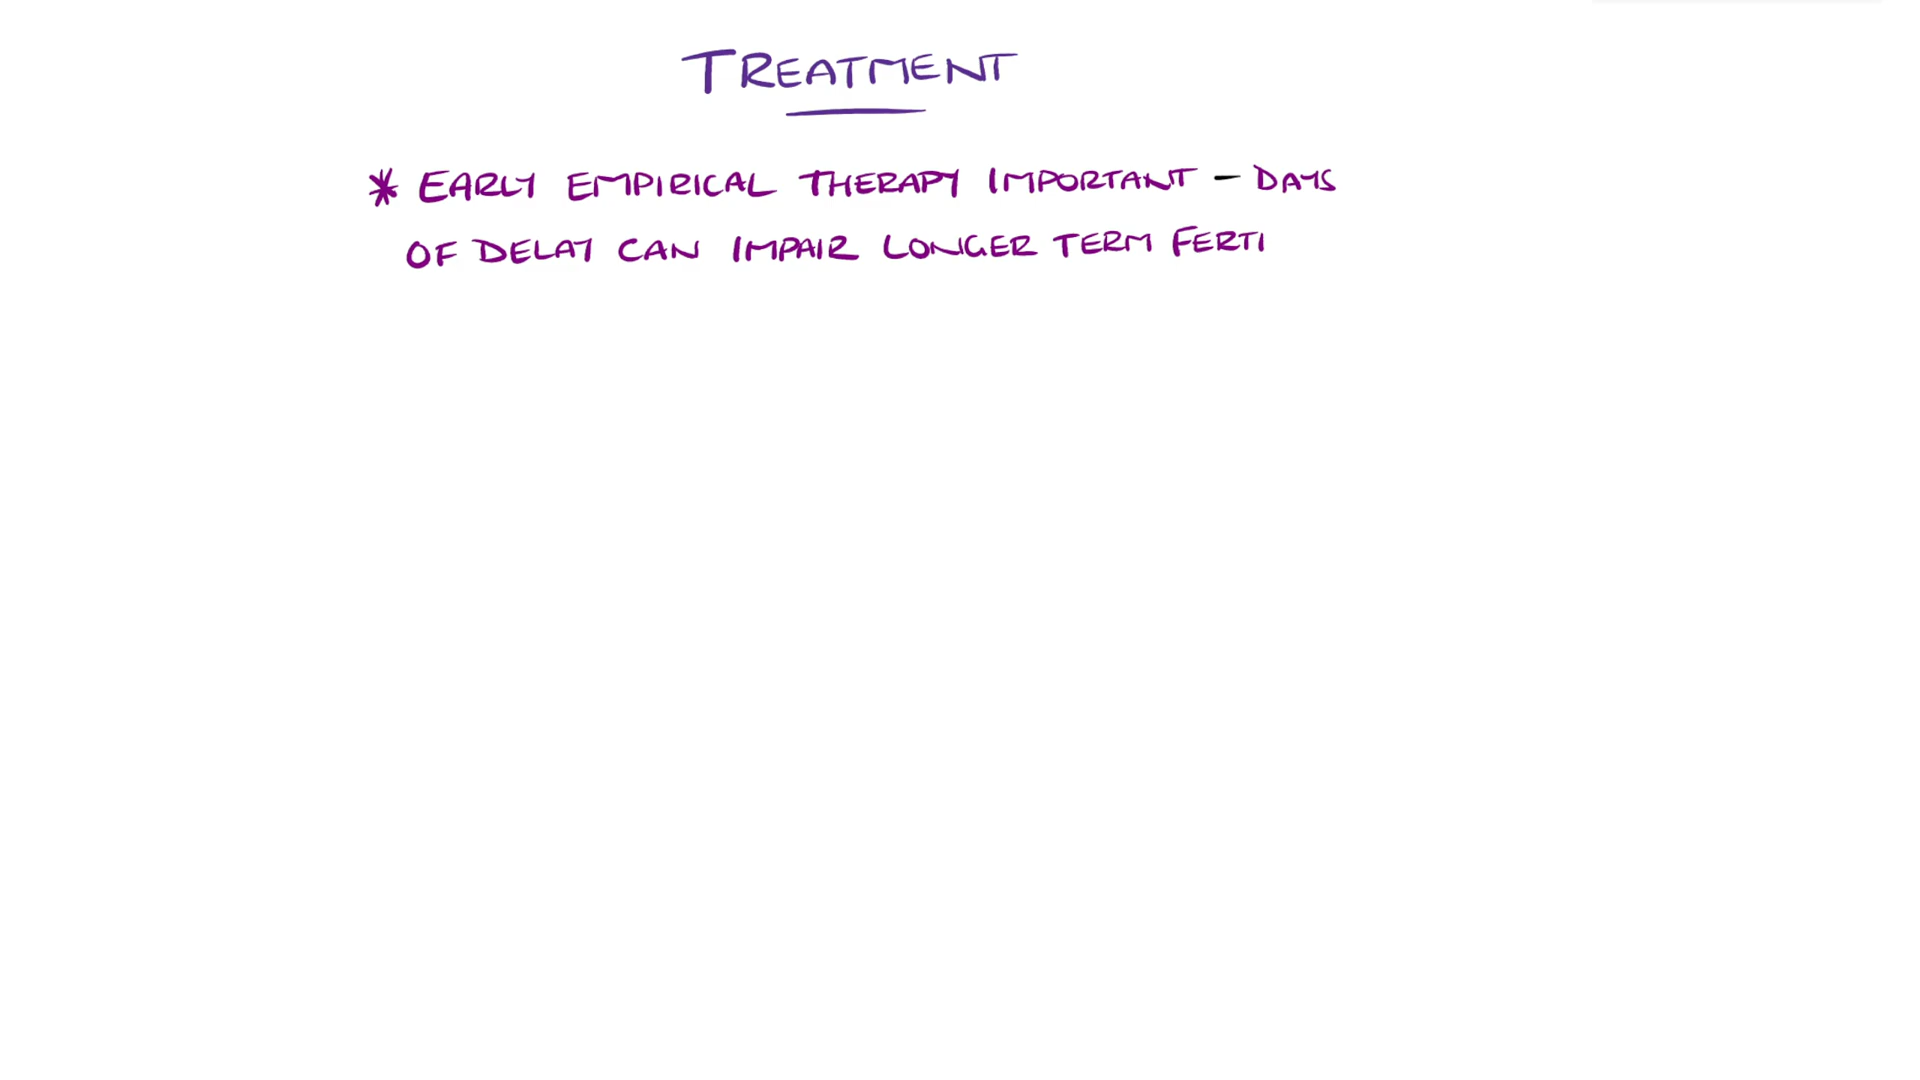 TREATMENT
* EARLY EMPIRICAL THERAPY IMPORTANT - DAYS
OF DELAY CAN IMPAIR LONGER TERM FERTI